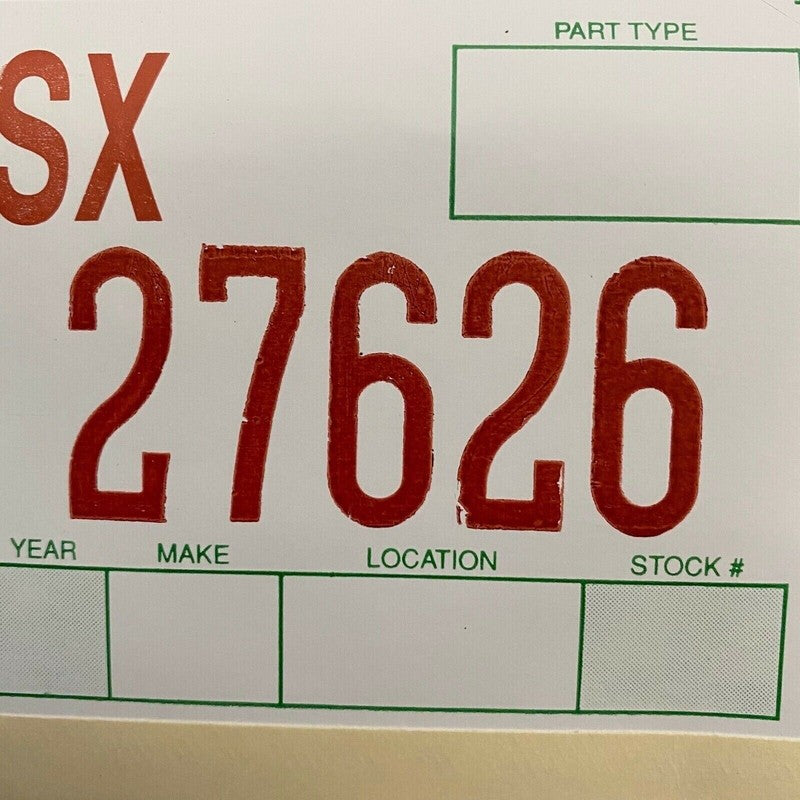 PART TYPE
SX
27626
YEAR MAKE LOCATION STOCK #